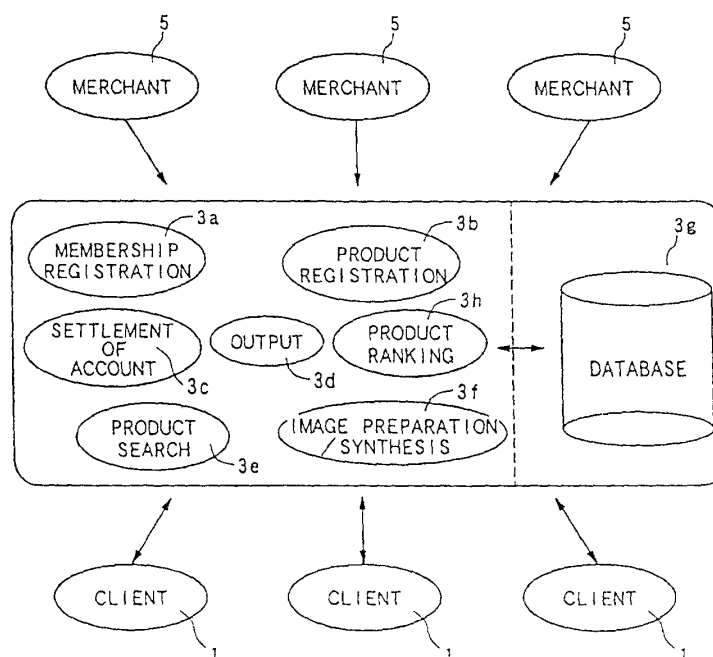 5 5 5
MERCHANT MERCHANT MERCHANT
3a 3b 3g
MEMBERSHIP
REGISTRATION
PRODUCT
REGISTRATION
3h
SETTLEMENT
OF
ACCOUNT
3c
OUTPUT
3d
PRODUCT
RANKING
DATABASE
3f
PRODUCT
SEARCH
3e
IMAGE PREPARATION
SYNTHESIS
CLIENT CLIENT CLIENT
1 1 1